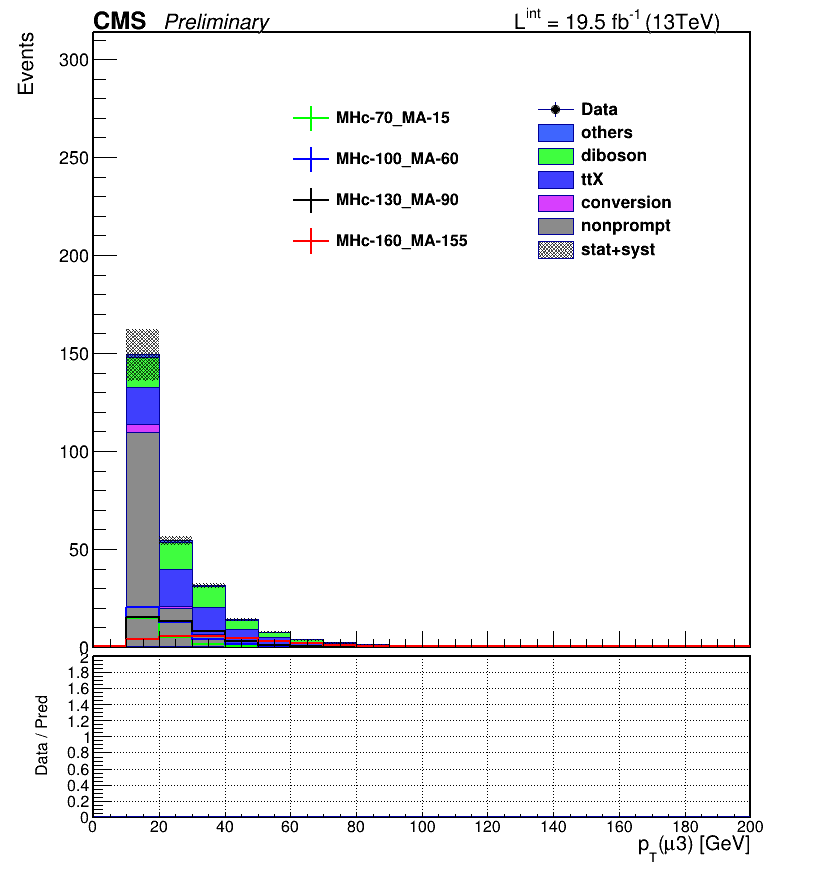 CMS Preliminary
L^int = 19.5 fb^-1 (13TeV)
Events
300
250
200
150
100
50
0
MHc-70_MA-15
MHc-100_MA-60
MHc-130_MA-90
MHc-160_MA-155
Data
others
diboson
ttX
conversion
nonprompt
stat+syst
Data / Pred
2
1.8
1.6
1.4
1.2
1
0.8
0.6
0.4
0.2
0
0 20 40 60 80 100 120 140 160 180 200
p_T(μ3) [GeV]